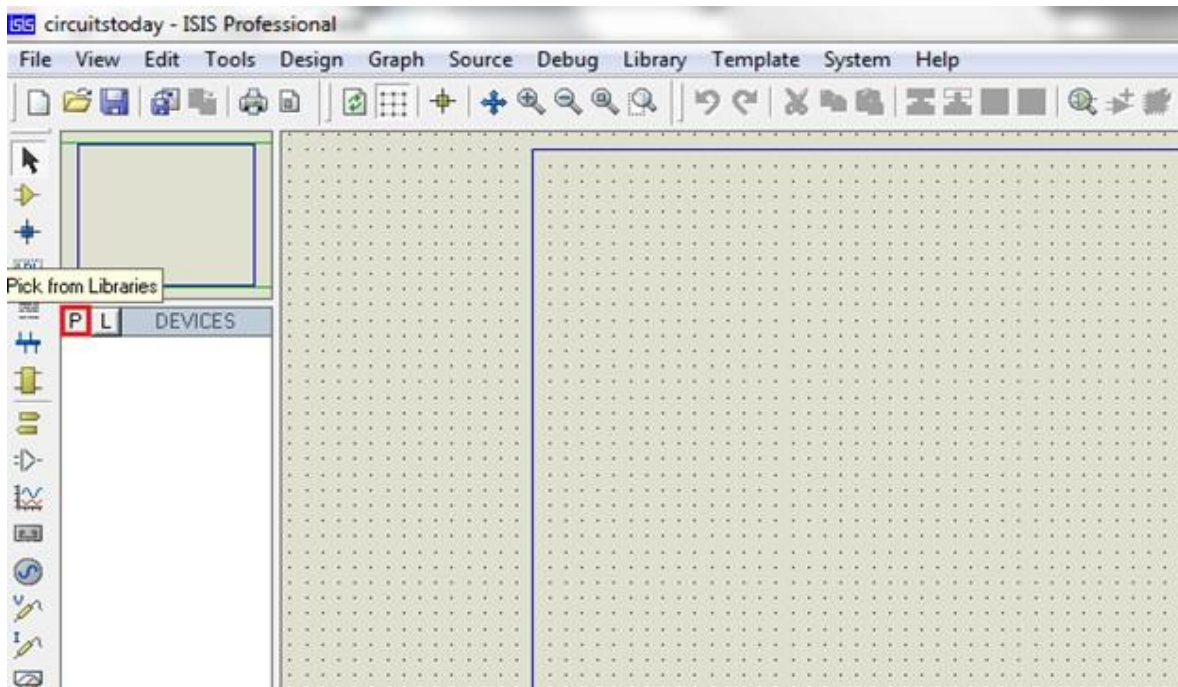 ISIS circuitstoday - ISIS Professional
File View Edit Tools Design Graph Source Debug Library Template System Help
Pick from Libraries
P L DEVICES